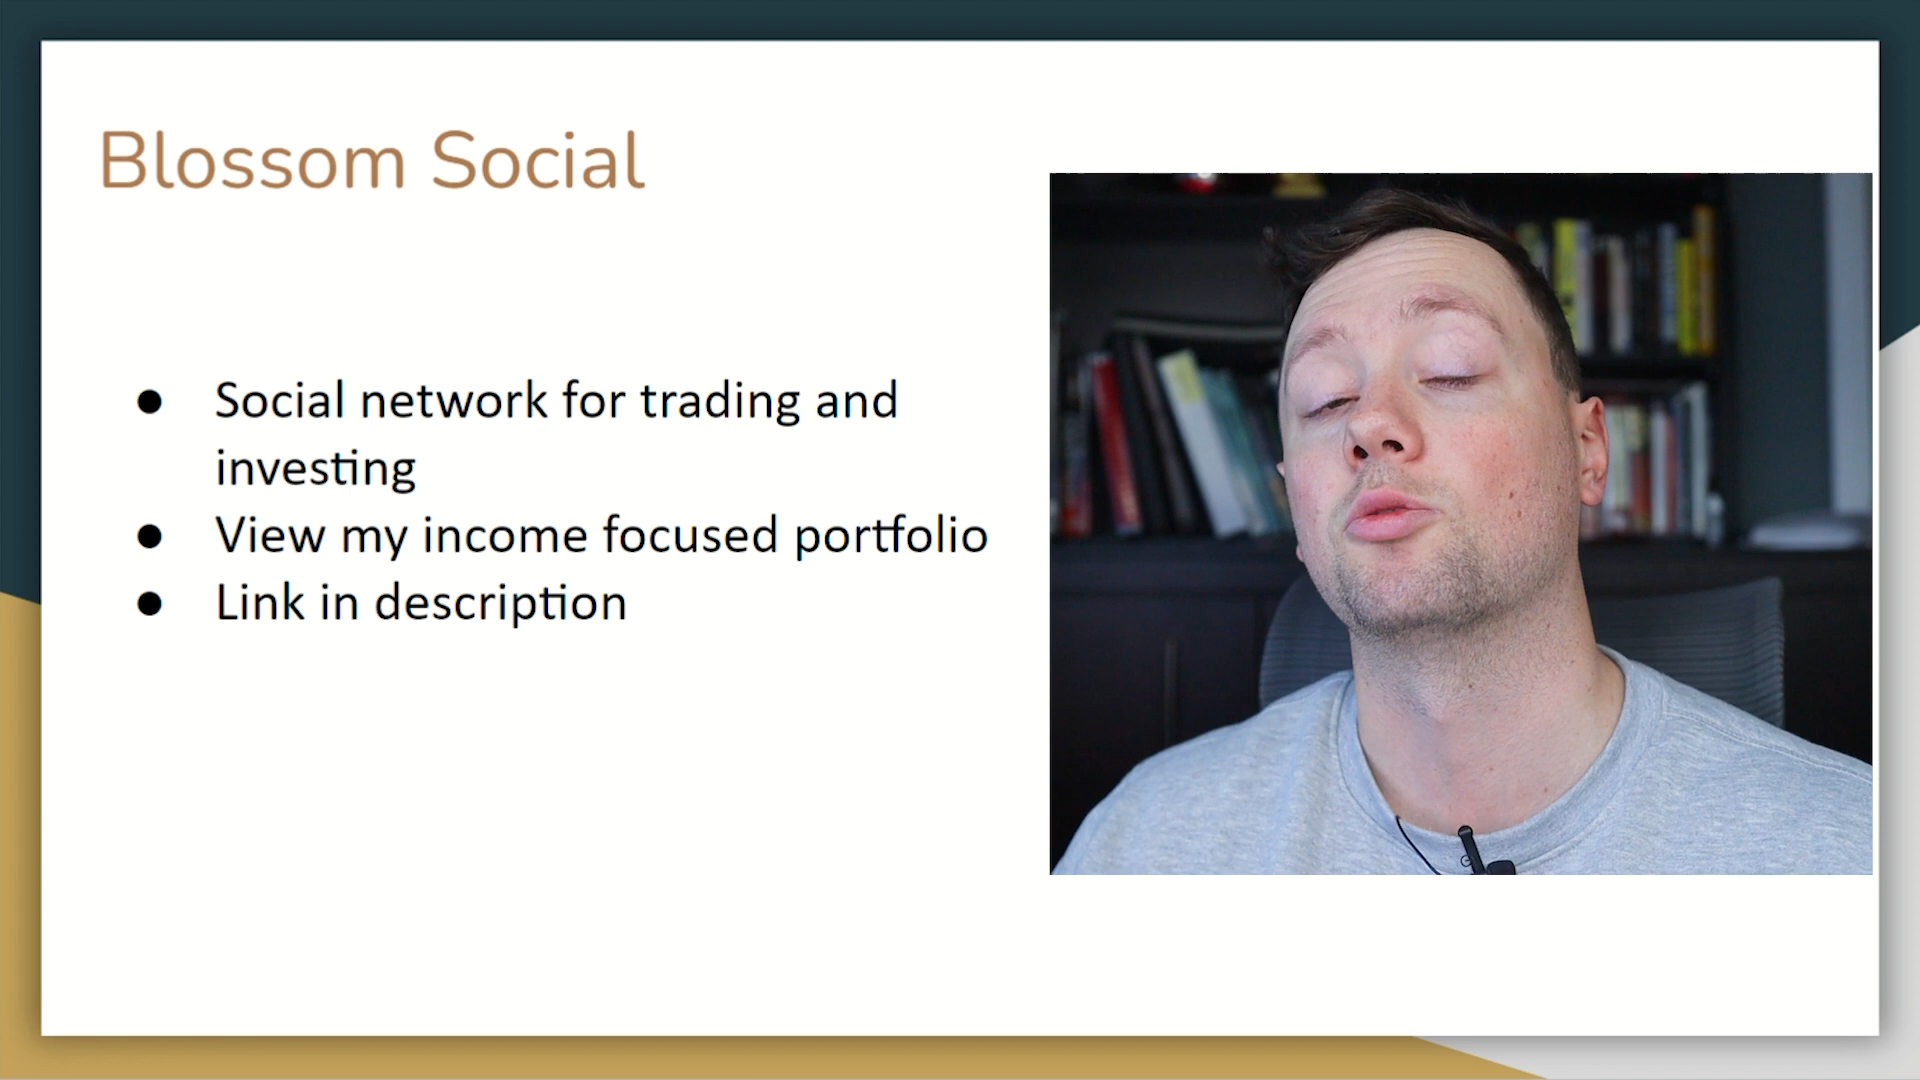 Blossom Social
● Social network for trading and
investing
● View my income focused portfolio
● Link in description